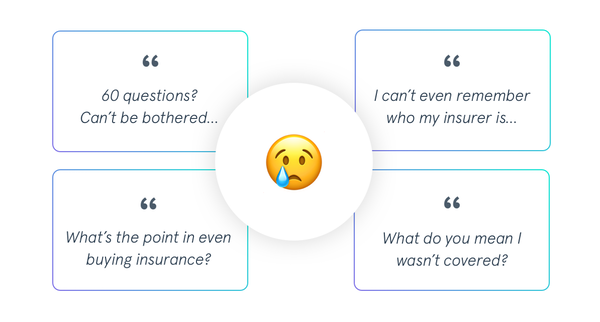 “
60 questions?
Can’t be bothered...
“
I can’t even remember
who my insurer is...
“
What’s the point in even
buying insurance?
“
What do you mean I
wasn’t covered?